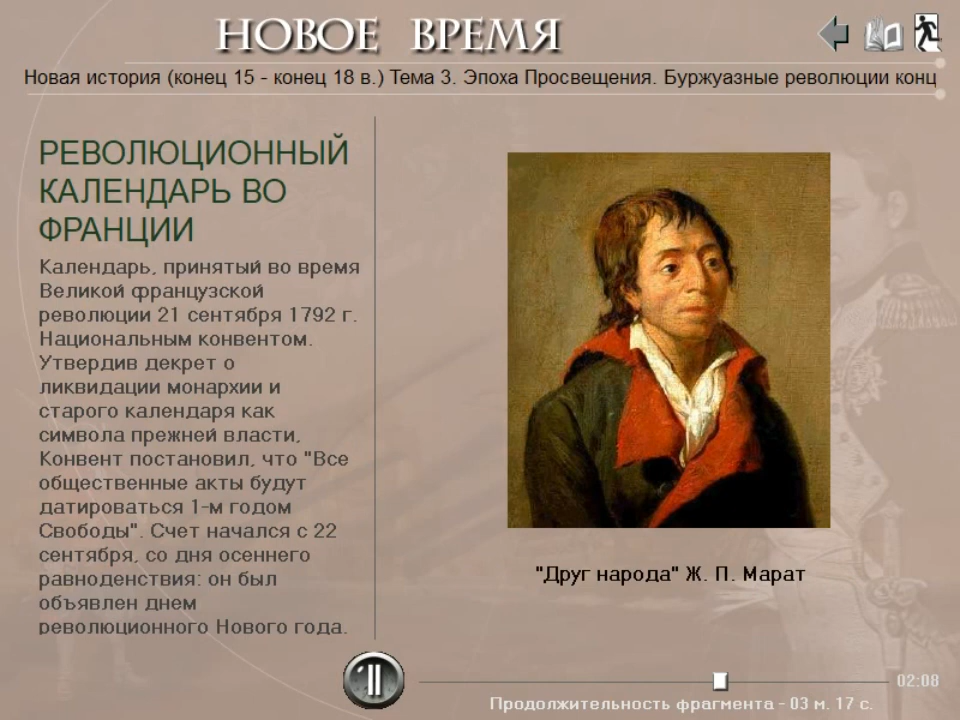 НОВОЕ ВРЕМЯ
Новая история (конец 15 - конец 18 в.) Тема 3. Эпоха Просвещения. Буржуазные революции конц
РЕВОЛЮЦИОННЫЙ
КАЛЕНДАРЬ ВО
ФРАНЦИИ
Календарь, принятый во время
Великой французской
революции 21 сентября 1792 г.
Национальным конвентом.
Утвердив декрет о
ликвидации монархии и
старого календаря как
символа прежней власти,
Конвент постановил, что "Все
общественные акты будут
датироваться 1-м годом
Свободы". Счет начался с 22
сентября, со дня осеннего
равноденствия: он был
объявлен днем
революционного Нового года.
"Друг народа" Ж. П. Марат
02:08
Продолжительность фрагмента - 03 м. 17 с.